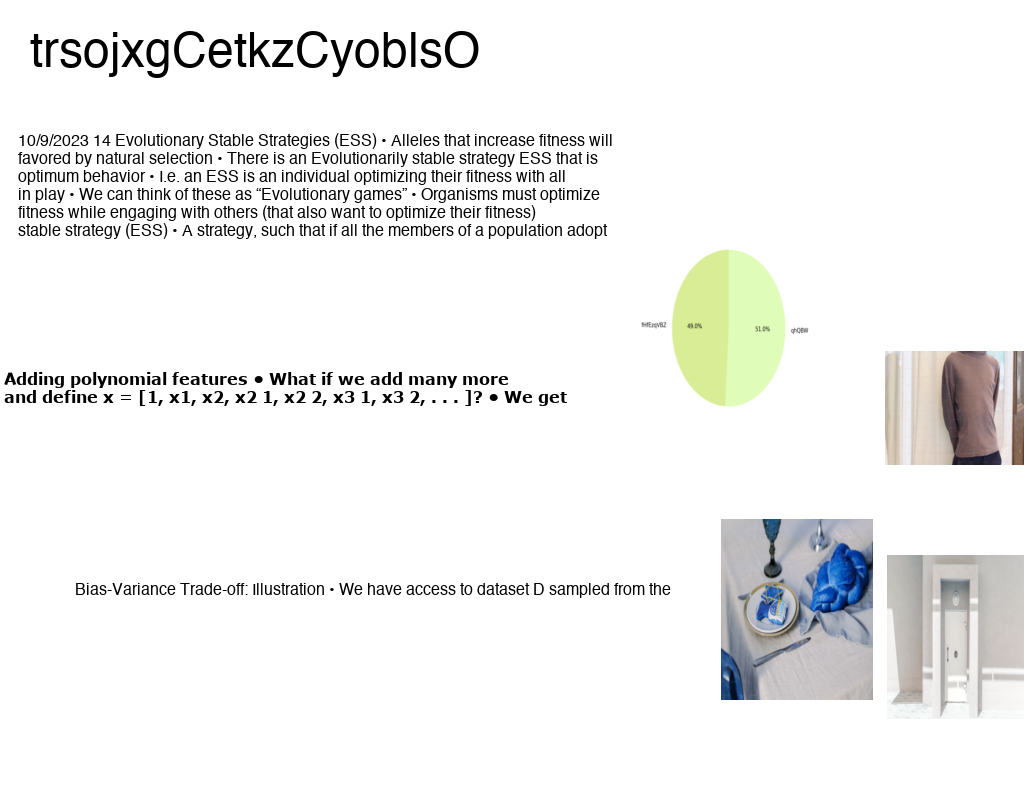 trsojxgCetkzCyoblsO
10/9/2023 14 Evolutionary Stable Strategies (ESS) • Alleles that increase fitness will
favored by natural selection • There is an Evolutionarily stable strategy ESS that is
optimum behavior • I.e. an ESS is an individual optimizing their fitness with all
in play • We can think of these as “Evolutionary games” • Organisms must optimize
fitness while engaging with others (that also want to optimize their fitness)
stable strategy (ESS) • A strategy, such that if all the members of a population adopt
fHfEzqVBZ
49.0%
51.0%
qhQBW
Adding polynomial features • What if we add many more
and define x = [1, x1, x2, x2 1, x2 2, x3 1, x3 2, . . . ]? • We get
Bias-Variance Trade-off: Illustration • We have access to dataset D sampled from the